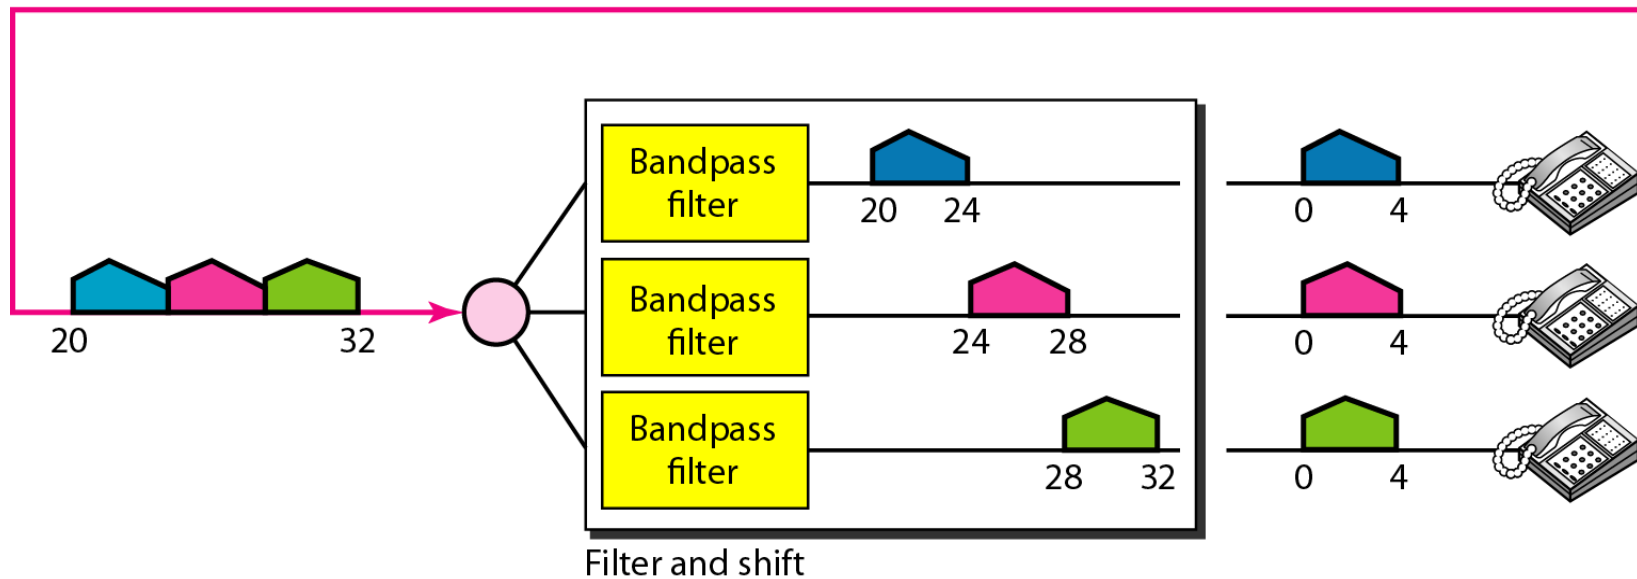 Bandpass
filter
20 24
0 4
Bandpass
filter
20 32
24 28
0 4
Bandpass
filter
28 32
0 4
Filter and shift